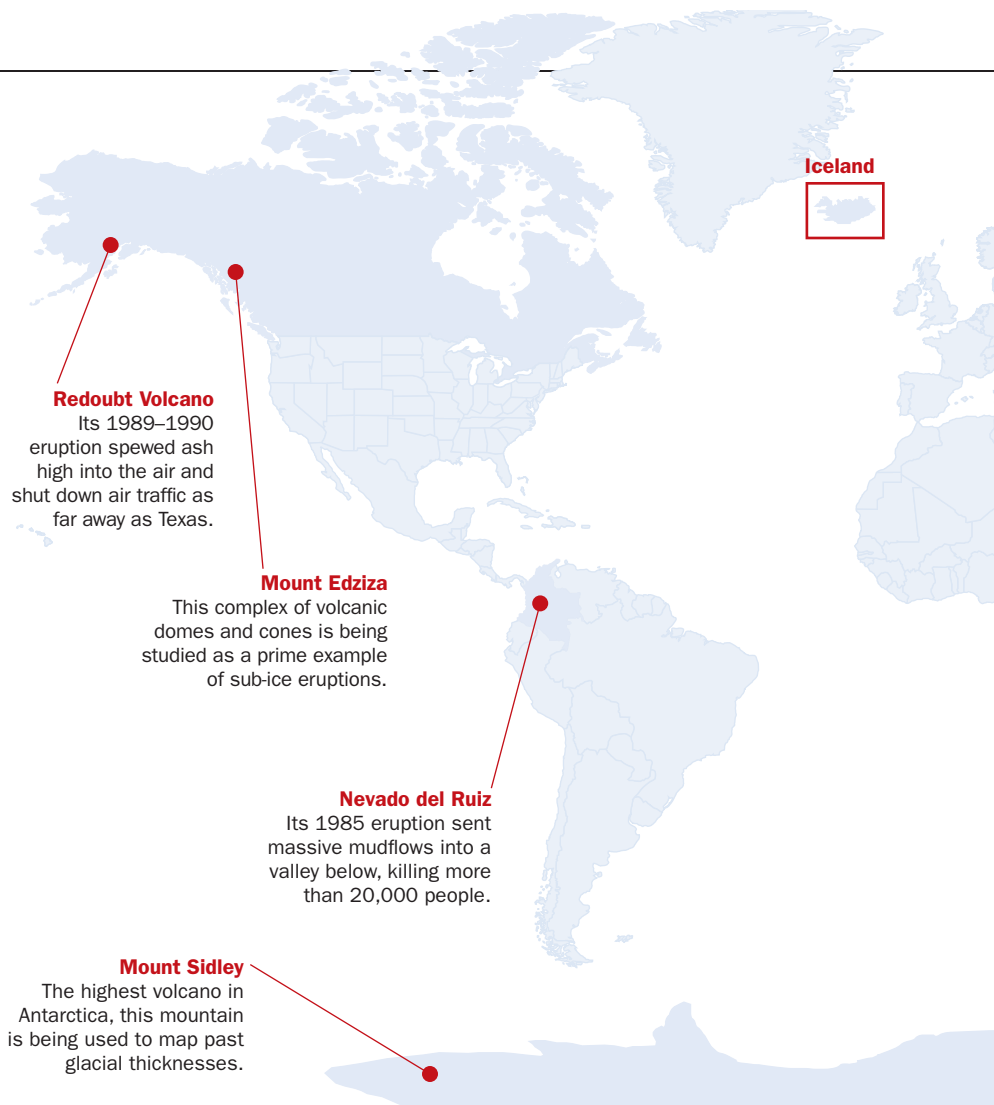 Iceland
Redoubt Volcano
Its 1989–1990
eruption spewed ash
high into the air and
shut down air traffic as
far away as Texas.
Mount Edziza
This complex of volcanic
domes and cones is being
studied as a prime example
of sub-ice eruptions.
Nevado del Ruiz
Its 1985 eruption sent
massive mudflows into a
valley below, killing more
than 20,000 people.
Mount Sidley
The highest volcano in
Antarctica, this mountain
is being used to map past
glacial thicknesses.